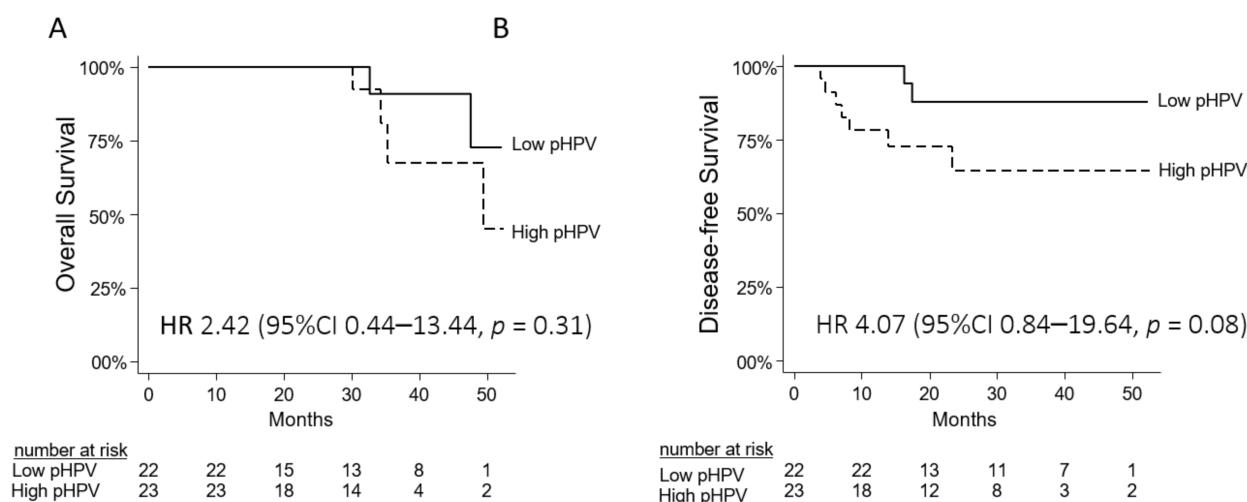 A
100%
75%
50%
25%
00%
Overall Survival
Low pHPV
High pHPV
HR 2.42 (95%CI 0.44–13.44, p = 0.31)
0 10 20 30 40 50
Months
number at risk
Low pHPV 22 22 15 13 8 1
High pHPV 23 23 18 14 4 2
B
100%
75%
50%
25%
00%
Disease-free Survival
Low pHPV
High pHPV
HR 4.07 (95%CI 0.84–19.64, p = 0.08)
0 10 20 30 40 50
Months
number at risk
Low pHPV 22 22 13 11 7 1
High pHPV 23 18 12 8 3 2